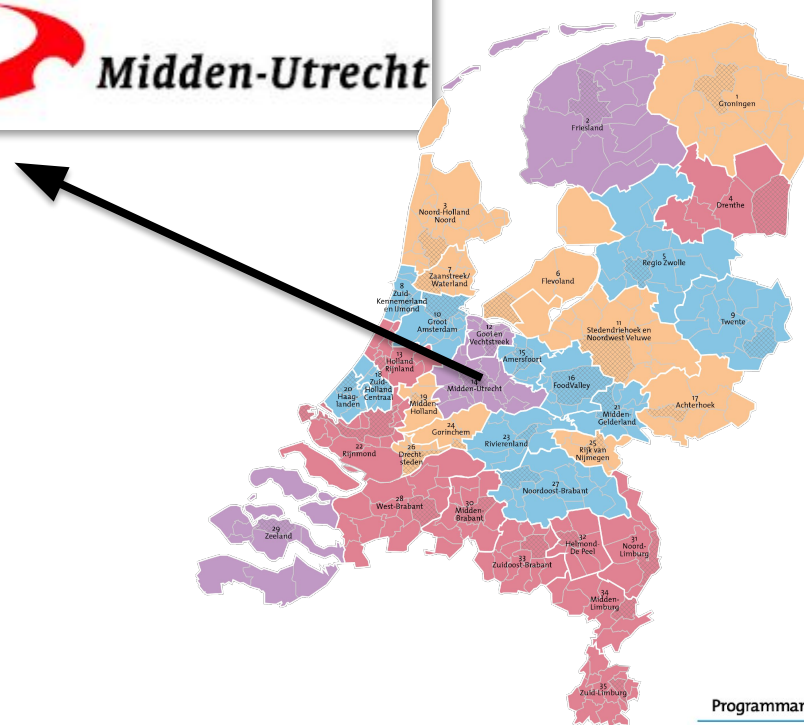 Midden-Utrecht
1
Groningen
2
Friesland
3
Noord-Holland
Noord
4
Drenthe
5
Regio Zwolle
6
Flevoland
7
Zaanstreek/
Waterland
8
Zuid-
Kennemerland
en IJmond
9
Twente
10
Groot
Amsterdam
11
Stedendriehoek en
Noordwest Veluwe
12
Gooi en
Vechtstreek
13
Holland
Rijnland
14
Midden-Utrecht
15
Amersfoort
16
FoodValley
17
Achterhoek
18
Zuid-
Holland
Centraal
19
Midden-
Holland
20
Haag-
landen
21
Midden-
Gelderland
22
Rijnmond
23
Rivierenland
24
Gorinchem
25
Rijk van
Nijmegen
26
Drecht-
steden
27
Noordoost-Brabant
28
West-Brabant
29
Zeeland
30
Midden-
Brabant
31
Noord-
Limburg
32
Helmond-
De Peel
33
Zuidoost-Brabant
34
Midden-
Limburg
35
Zuid-Limburg